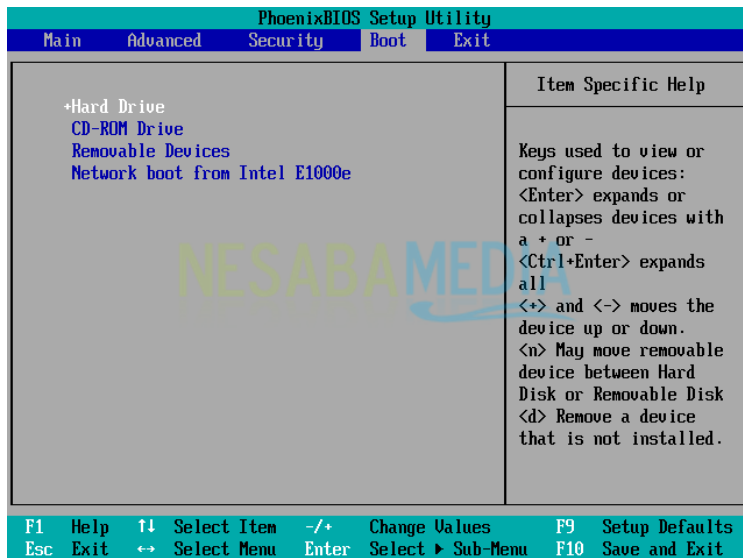 PhoenixBIOS Setup Utility
Main Advanced Security Boot Exit
+Hard Drive
CD-ROM Drive
Removable Devices
Network boot from Intel E1000e
Item Specific Help
Keys used to view or
configure devices:
<Enter> expands or
collapses devices with
a + or -
<Ctrl+Enter> expands
all
<+> and <-> moves the
device up or down.
<n> May move removable
device between Hard
Disk or Removable Disk
<d> Remove a device
that is not installed.
NESABAMEDIA
F1 Help ↑↓ Select Item -/+ Change Values F9 Setup Defaults
Esc Exit ↔ Select Menu Enter Select ▶ Sub-Menu F10 Save and Exit